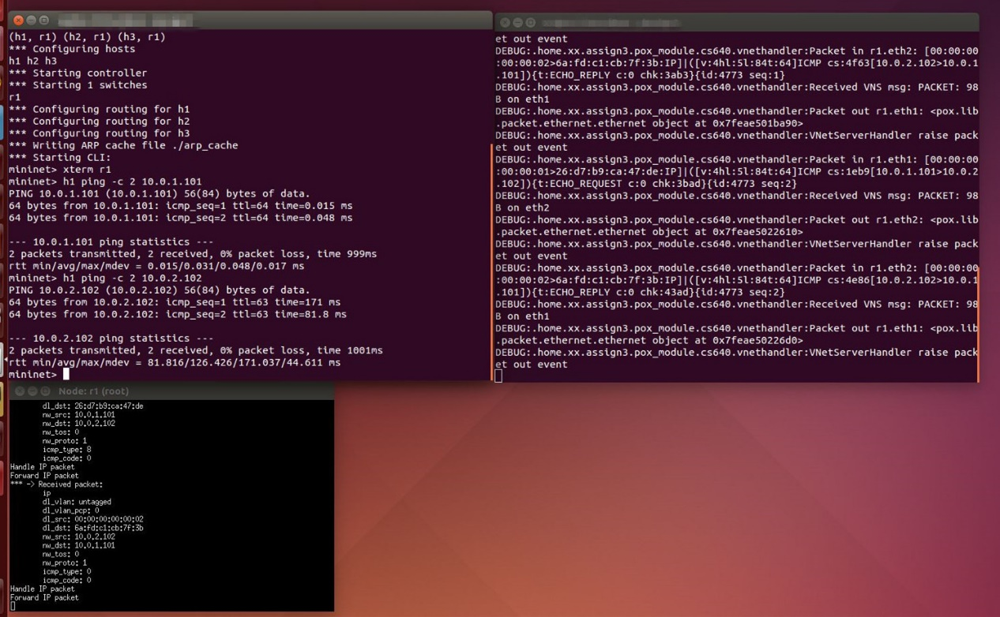 (h1, r1) (h2, r1) (h3, r1)
*** Configuring hosts
h1 h2 h3
*** Starting controller
*** Starting 1 switches
r1
*** Configuring routing for h1
*** Configuring routing for h2
*** Configuring routing for h3
*** Writing ARP cache file ./arp_cache
*** Starting CLI:
mininet> xterm r1
mininet> h1 ping -c 2 10.0.1.101
PING 10.0.1.101 (10.0.1.101) 56(84) bytes of data.
64 bytes from 10.0.1.101: icmp_seq=1 ttl=64 time=0.015 ms
64 bytes from 10.0.1.101: icmp_seq=2 ttl=64 time=0.048 ms
--- 10.0.1.101 ping statistics ---
2 packets transmitted, 2 received, 0% packet loss, time 999ms
rtt min/avg/max/mdev = 0.015/0.031/0.048/0.017 ms
mininet> h1 ping -c 2 10.0.2.102
PING 10.0.2.102 (10.0.2.102) 56(84) bytes of data.
64 bytes from 10.0.2.102: icmp_seq=1 ttl=63 time=171 ms
64 bytes from 10.0.2.102: icmp_seq=2 ttl=63 time=81.8 ms
--- 10.0.2.102 ping statistics ---
2 packets transmitted, 2 received, 0% packet loss, time 1001ms
rtt min/avg/max/mdev = 81.816/126.426/171.037/44.611 ms
mininet>
et out event
DEBUG:.home.xx.assign3.pox_module.cs640.vnethandler:Packet in r1.eth2: [00:00:00
:00:00:02>6a:fd:c1:cb:7f:3b:IP]|([v:4hl:5l:84t:64]ICMP cs:4f63[10.0.2.102>10.0.1
.101]){t:ECHO_REPLY c:0 chk:3ab3}{id:4773 seq:1}
DEBUG:.home.xx.assign3.pox_module.cs640.vnethandler:Received VNS msg: PACKET: 98
B on eth1
DEBUG:.home.xx.assign3.pox_module.cs640.vnethandler:Packet out r1.eth1: <pox.lib
.packet.ethernet.ethernet object at 0x7feae501ba90>
DEBUG:.home.xx.assign3.pox_module.cs640.vnethandler:VNetServerHandler raise pack
et out event
DEBUG:.home.xx.assign3.pox_module.cs640.vnethandler:Packet in r1.eth1: [00:00:00
:00:00:01>26:d7:b9:ca:47:de:IP]|([v:4hl:5l:84t:64]ICMP cs:1eb9[10.0.1.101>10.0.2
.102]){t:ECHO_REQUEST c:0 chk:3bad}{id:4773 seq:2}
DEBUG:.home.xx.assign3.pox_module.cs640.vnethandler:Received VNS msg: PACKET: 98
B on eth2
DEBUG:.home.xx.assign3.pox_module.cs640.vnethandler:Packet out r1.eth2: <pox.lib
.packet.ethernet.ethernet object at 0x7feae5022610>
DEBUG:.home.xx.assign3.pox_module.cs640.vnethandler:VNetServerHandler raise pack
et out event
DEBUG:.home.xx.assign3.pox_module.cs640.vnethandler:Packet in r1.eth2: [00:00:00
:00:00:02>6a:fd:c1:cb:7f:3b:IP]|([v:4hl:5l:84t:64]ICMP cs:4e86[10.0.2.102>10.0.1
.101]){t:ECHO_REPLY c:0 chk:43ad}{id:4773 seq:2}
DEBUG:.home.xx.assign3.pox_module.cs640.vnethandler:Received VNS msg: PACKET: 98
B on eth1
DEBUG:.home.xx.assign3.pox_module.cs640.vnethandler:Packet out r1.eth1: <pox.lib
.packet.ethernet.ethernet object at 0x7feae50226d0>
DEBUG:.home.xx.assign3.pox_module.cs640.vnethandler:VNetServerHandler raise pack
et out event
Node: r1 (root)
dl_dst: 26:d7:b9:ca:47:de
nw_src: 10.0.1.101
nw_dst: 10.0.2.102
nw_tos: 0
nw_proto: 1
icmp_type: 8
icmp_code: 0
Handle IP packet
Forward IP packet
*** -> Received packet:
ip
dl_vlan: untagged
dl_vlan_pcp: 0
dl_src: 00:00:00:00:00:02
dl_dst: 6a:fd:c1:cb:7f:3b
nw_src: 10.0.2.102
nw_dst: 10.0.1.101
nw_tos: 0
nw_proto: 1
icmp_type: 0
icmp_code: 0
Handle IP packet
Forward IP packet